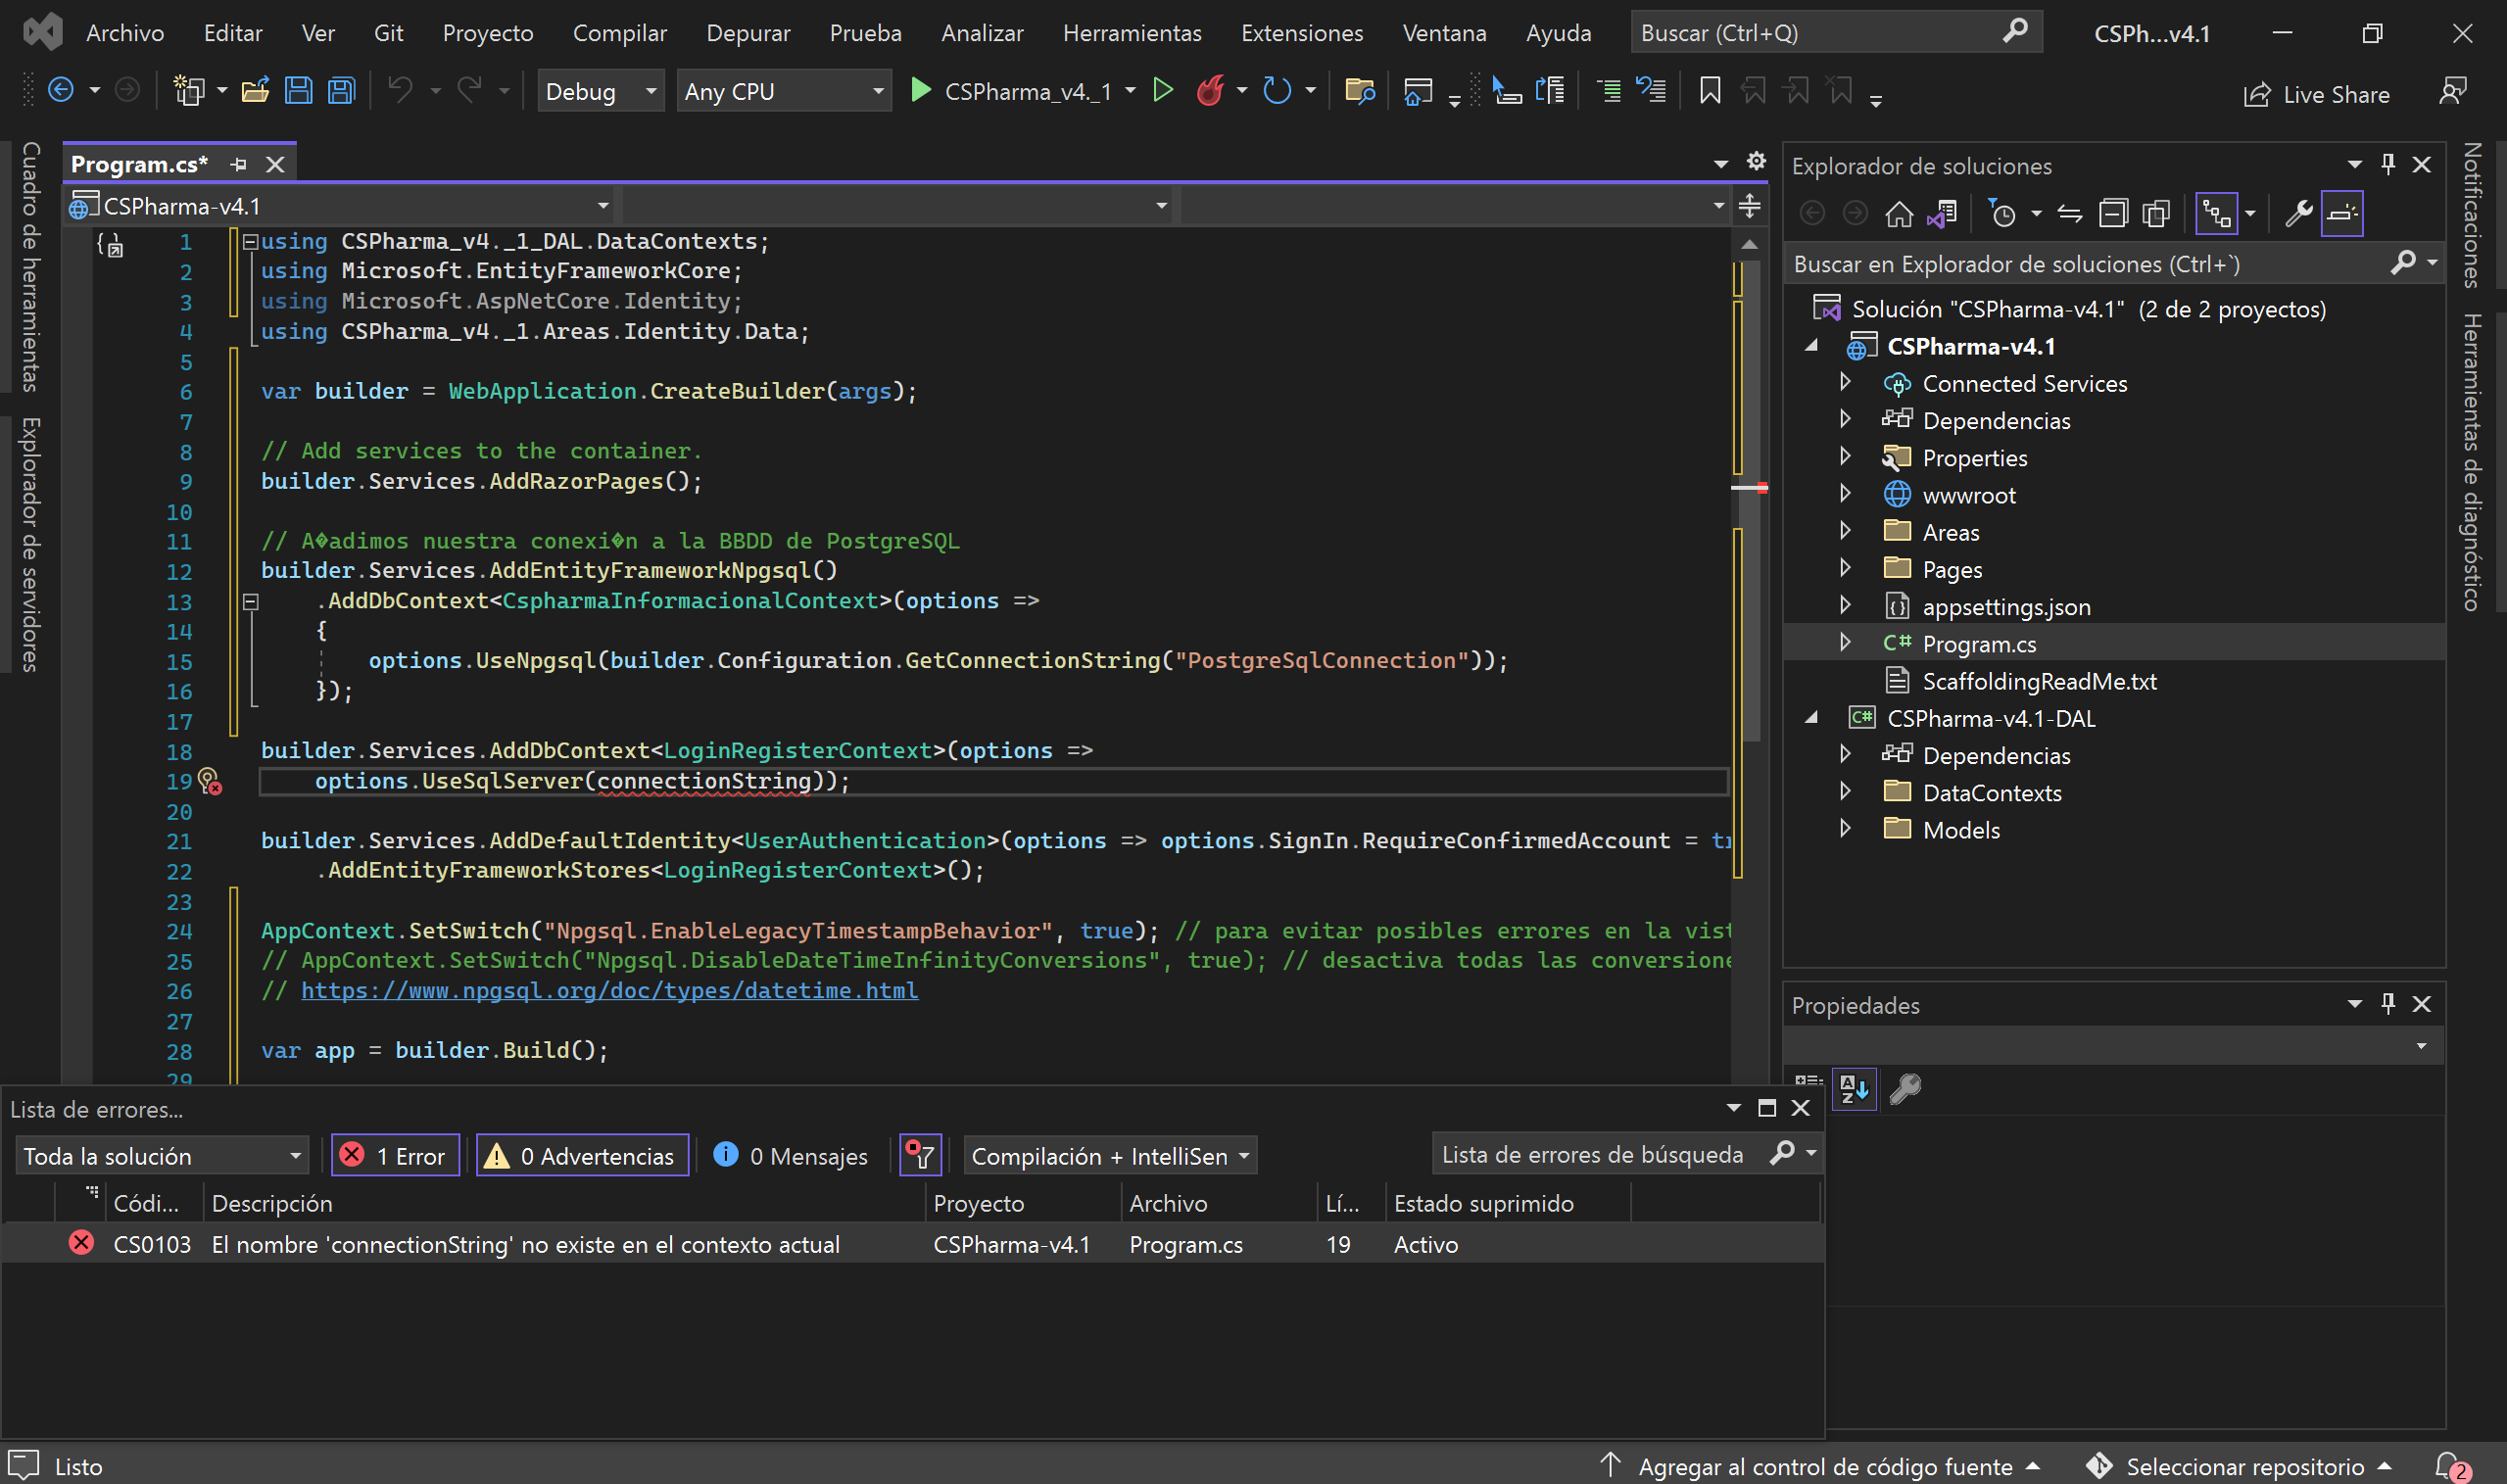 Archivo Editar Ver Git Proyecto Compilar Depurar Prueba Analizar Herramientas Extensiones Ventana Ayuda Buscar (Ctrl+Q) CSPh...v4.1
Debug Any CPU CSPharma_v4._1 Live Share
Cuadro de herramientas
Explorador de servidores
Program.cs*
CSPharma-v4.1
1 using CSPharma_v4._1_DAL.DataContexts;
2 using Microsoft.EntityFrameworkCore;
3 using Microsoft.AspNetCore.Identity;
4 using CSPharma_v4._1.Areas.Identity.Data;
5
6 var builder = WebApplication.CreateBuilder(args);
7
8 // Add services to the container.
9 builder.Services.AddRazorPages();
10
11 // A�adimos nuestra conexi�n a la BBDD de PostgreSQL
12 builder.Services.AddEntityFrameworkNpgsql()
13 .AddDbContext<CspharmaInformacionalContext>(options =>
14 {
15 options.UseNpgsql(builder.Configuration.GetConnectionString("PostgreSqlConnection"));
16 });
17
18 builder.Services.AddDbContext<LoginRegisterContext>(options =>
19 options.UseSqlServer(connectionString));
20
21 builder.Services.AddDefaultIdentity<UserAuthentication>(options => options.SignIn.RequireConfirmedAccount = tr
22 .AddEntityFrameworkStores<LoginRegisterContext>();
23
24 AppContext.SetSwitch("Npgsql.EnableLegacyTimestampBehavior", true); // para evitar posibles errores en la vist
25 // AppContext.SetSwitch("Npgsql.DisableDateTimeInfinityConversions", true); // desactiva todas las conversione
26 // https://www.npgsql.org/doc/types/datetime.html
27
28 var app = builder.Build();
29
Explorador de soluciones
Buscar en Explorador de soluciones (Ctrl+`)
Solución "CSPharma-v4.1" (2 de 2 proyectos)
CSPharma-v4.1
Connected Services
Dependencias
Properties
wwwroot
Areas
Pages
appsettings.json
C# Program.cs
ScaffoldingReadMe.txt
C# CSPharma-v4.1-DAL
Dependencias
DataContexts
Models
Notificaciones
Herramientas de diagnóstico
Propiedades
Lista de errores...
Toda la solución 1 Error 0 Advertencias 0 Mensajes Compilación + IntelliSen Lista de errores de búsqueda
Códi... Descripción Proyecto Archivo Lí... Estado suprimido
CS0103 El nombre 'connectionString' no existe en el contexto actual CSPharma-v4.1 Program.cs 19 Activo
Listo Agregar al control de código fuente Seleccionar repositorio 2